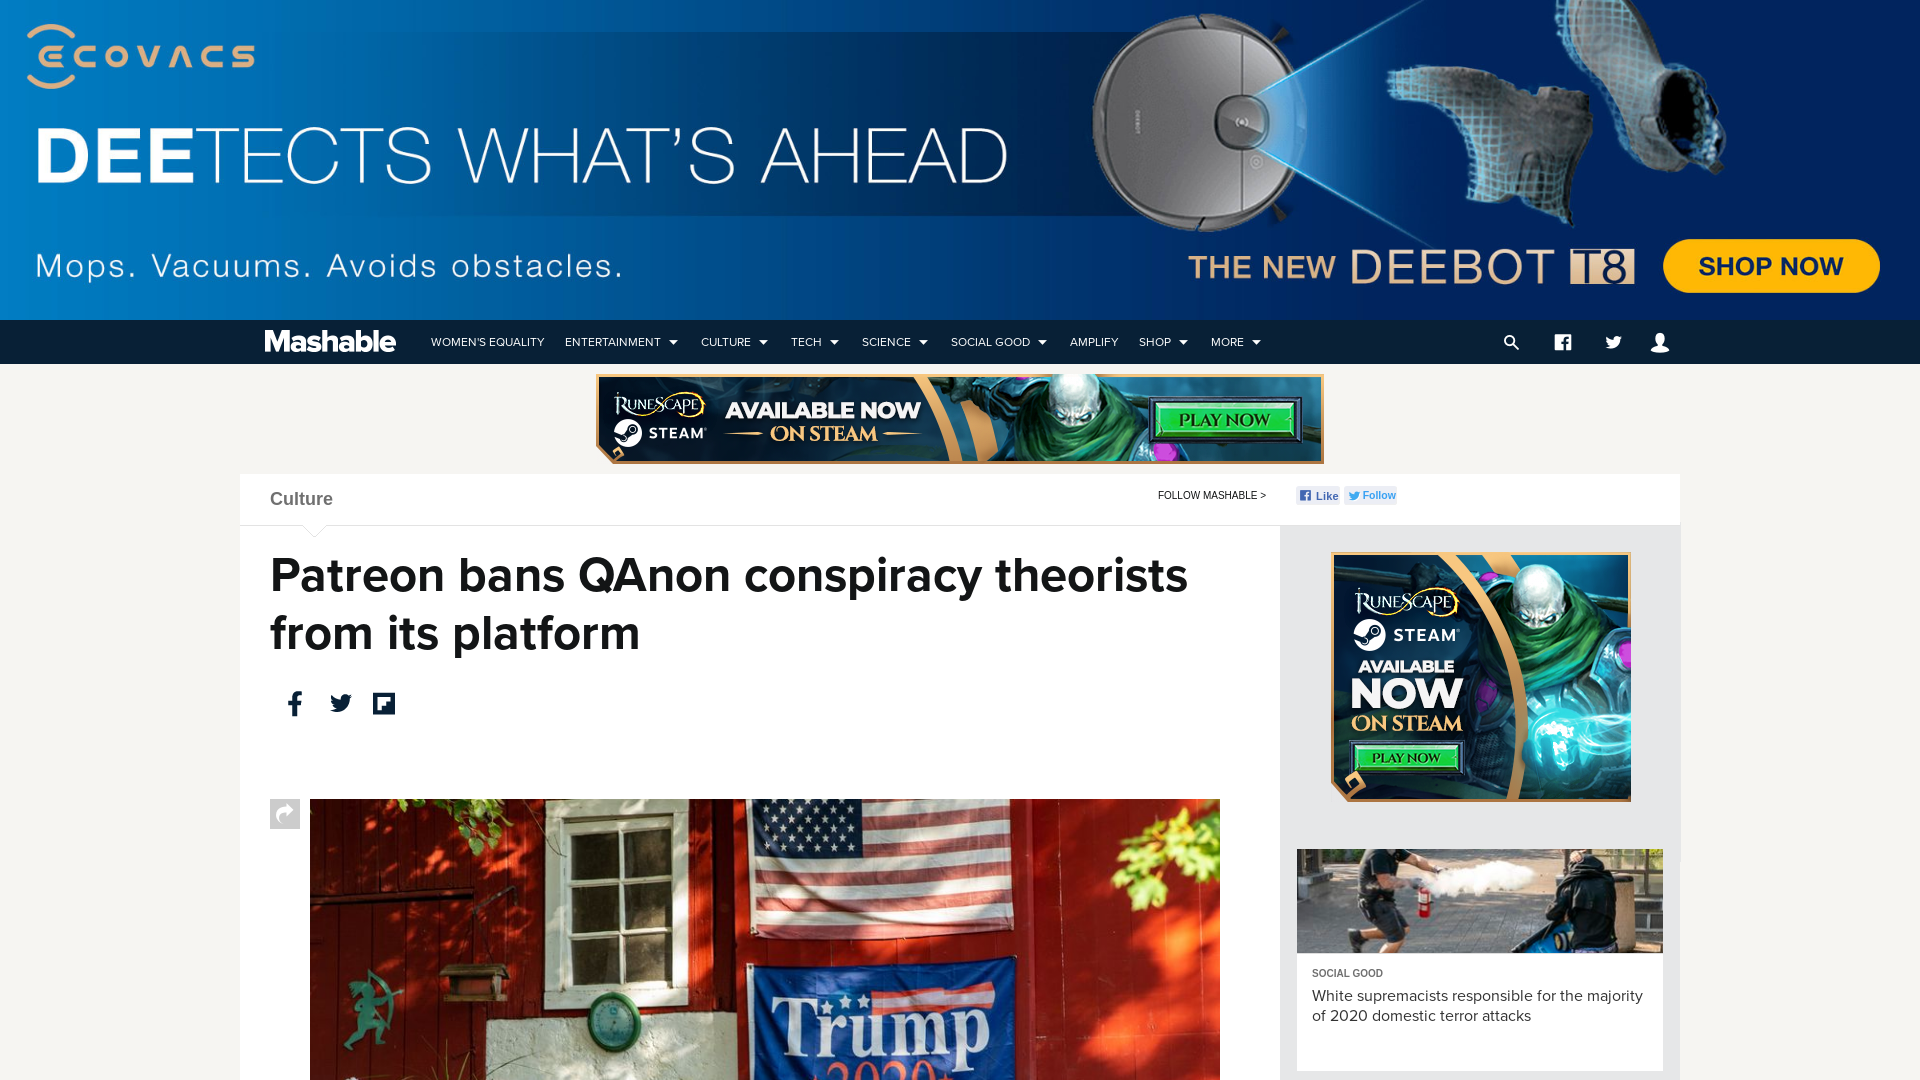 ECOVACS
DEETECTS WHAT'S AHEAD
Mops. Vacuums. Avoids obstacles.
THE NEW DEEBOT T8
SHOP NOW
Mashable
WOMEN'S EQUALITY
ENTERTAINMENT
CULTURE
TECH
SCIENCE
SOCIAL GOOD
AMPLIFY
SHOP
MORE
RUNESCAPE
STEAM
AVAILABLE NOW
ON STEAM
PLAY NOW
Culture
FOLLOW MASHABLE >
Like
Follow
Patreon bans QAnon conspiracy theorists
from its platform
RUNESCAPE
STEAM
AVAILABLE
NOW
ON STEAM
PLAY NOW
Trump
2020
SOCIAL GOOD
White supremacists responsible for the majority
of 2020 domestic terror attacks